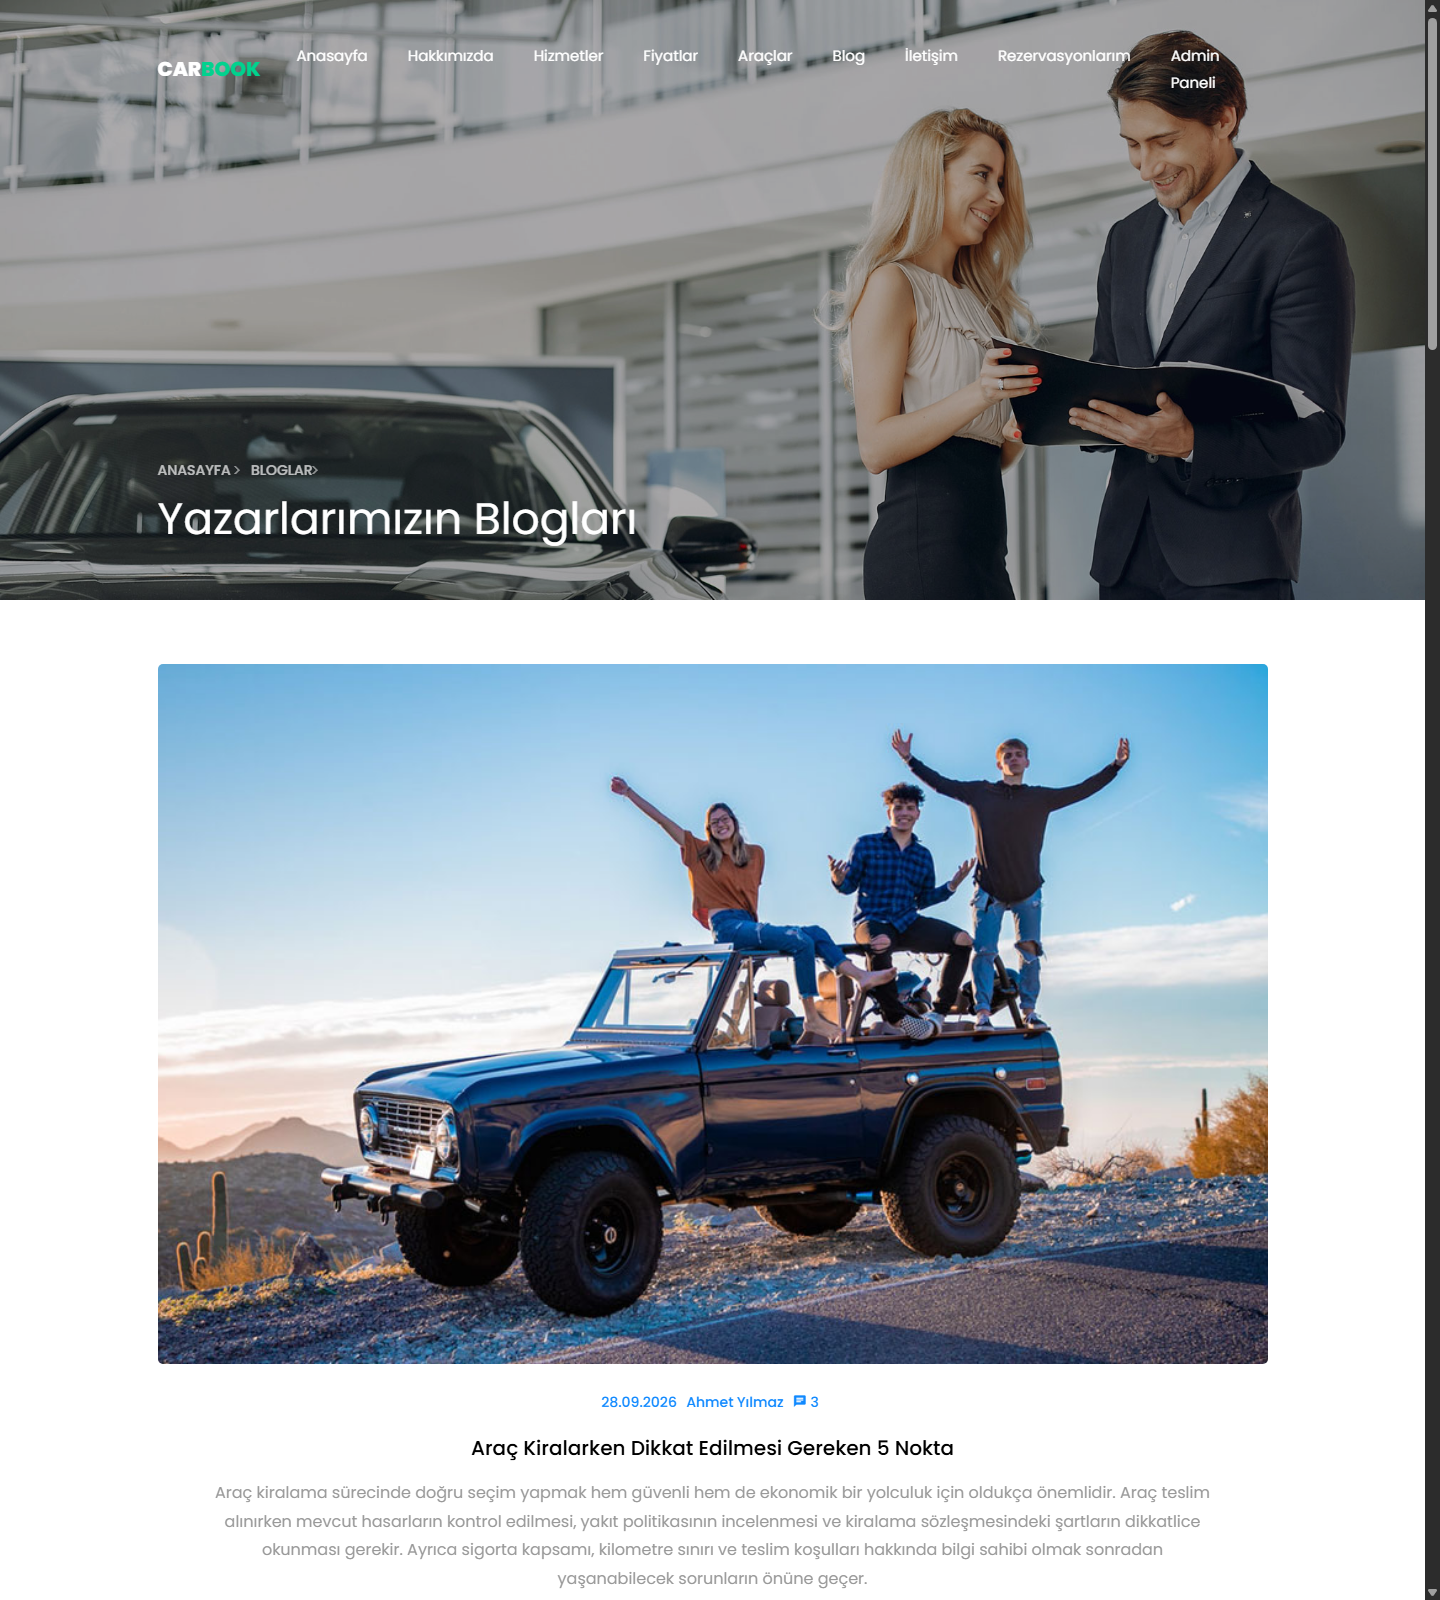 CARBOOK Anasayfa Hakkımızda Hizmetler Fiyatlar Araçlar Blog İletişim Rezervasyonlarım Admin Paneli
ANASAYFA > BLOGLAR>
Yazarlarımızın Blogları
28.09.2026 Ahmet Yılmaz 3
Araç Kiralarken Dikkat Edilmesi Gereken 5 Nokta
Araç kiralama sürecinde doğru seçim yapmak hem güvenli hem de ekonomik bir yolculuk için oldukça önemlidir. Araç teslim
alınırken mevcut hasarların kontrol edilmesi, yakıt politikasının incelenmesi ve kiralama sözleşmesindeki şartların dikkatlice
okunması gerekir. Ayrıca sigorta kapsamı, kilometre sınırı ve teslim koşulları hakkında bilgi sahibi olmak sonradan
yaşanabilecek sorunların önüne geçer.